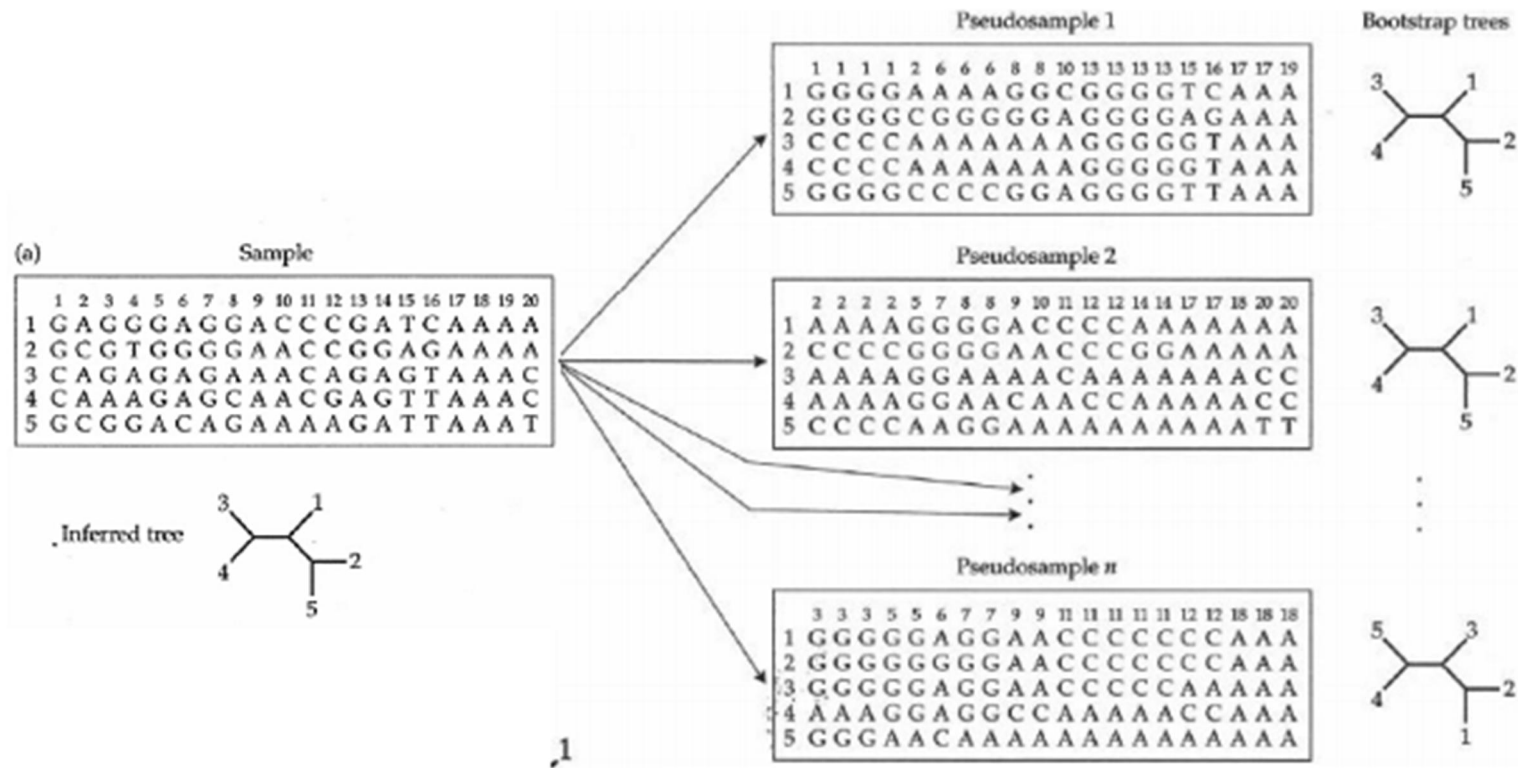 Pseudosample 1
Bootstrap trees
1 1 1 1 2 6 6 6 8 8 10 13 13 13 13 15 16 17 17 19
1 G G G G A A A A G G C G G G G T C A A A
2 G G G G C G G G G G A G G G G A G A A A
3 C C C C A A A A A A A G G G G G T A A A
4 C C C C A A A A A A A G G G G G T A A A
5 G G G G C C C C G G A G G G G T T A A A
3 1
4 2
5
(a) Sample
1 2 3 4 5 6 7 8 9 10 11 12 13 14 15 16 17 18 19 20
1 G A G G G A G G A C C C G A T C A A A A
2 G C G T G G G G A A C C G G A G A A A A
3 C A G A G A G A A A C A G A G T A A A C
4 C A A A G A G C A A C G A G T T A A A C
5 G C G G A C A G A A A A G A T T A A A T
Inferred tree
3 1
4 2
5
Pseudosample 2
2 2 2 2 5 7 8 8 9 10 11 12 12 14 14 17 17 18 20 20
1 A A A A G G G G A C C C C A A A A A A A
2 C C C C G G G G A A C C C G G A A A A A
3 A A A A G G A A A A C A A A A A A A C C
4 A A A A G G A A C A A C C A A A A A C C
5 C C C C A A G G A A A A A A A A A A T T
3 1
4 2
5
Pseudosample n
3 3 3 5 5 6 7 7 9 9 11 11 11 11 11 12 12 18 18 18
1 G G G G G A G G A A C C C C C C C A A A
2 G G G G G G G G A A C C C C C C C A A A
3 G G G G G A G G A A C C C C C A A A A A
4 A A A G G A G G C C A A A A A C C A A A
5 G G G A A C A A A A A A A A A A A A A A
5 3
4 2
1
1